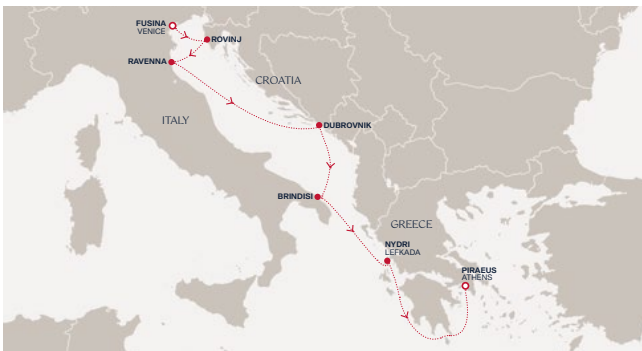 FUSINA
VENICE
ROVINJ
RAVENNA
CROATIA
ITALY
DUBROVNIK
BRINDISI
GREECE
NYDRI
LEFKADA
PIRAEUS
ATHENS